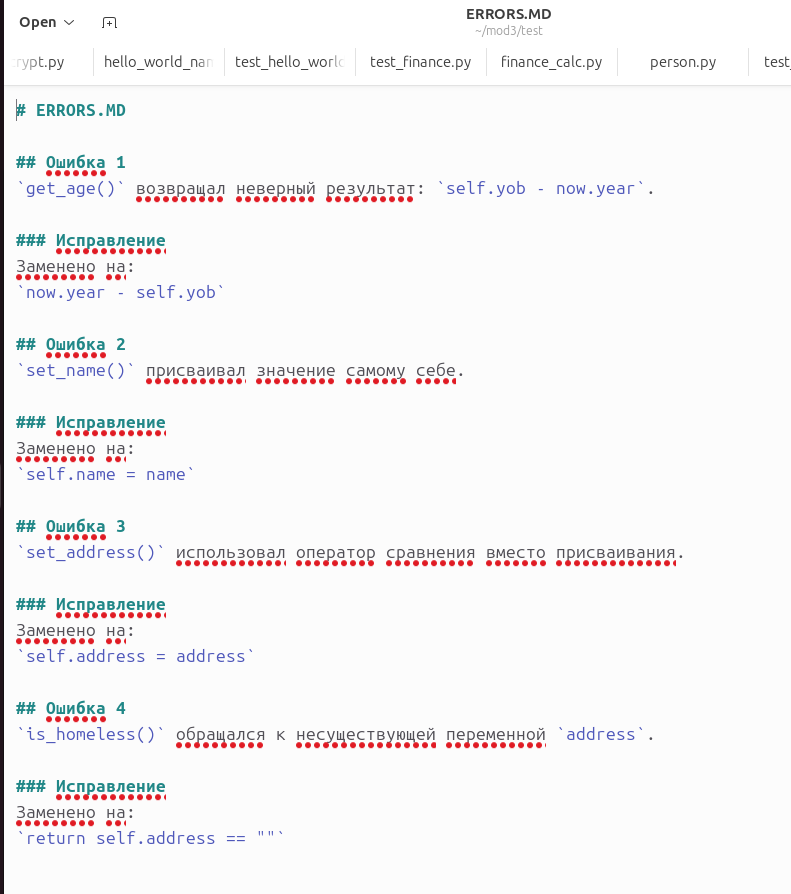 Open
ERRORS.MD
~/mod3/test
rypt.py
hello_world_nan
test_hello_worl
test_finance.py
finance_calc.py
person.py
test_
# ERRORS.MD
## Ошибка 1
`get_age()` возвращал неверный результат: `self.yob - now.year`.
### Исправление
Заменено на:
`now.year - self.yob`
## Ошибка 2
`set_name()` присваивал значение самому себе.
### Исправление
Заменено на:
`self.name = name`
## Ошибка 3
`set_address()` использовал оператор сравнения вместо присваивания.
### Исправление
Заменено на:
`self.address = address`
## Ошибка 4
`is_homeless()` обращался к несуществующей переменной `address`.
### Исправление
Заменено на:
`return self.address == ""`